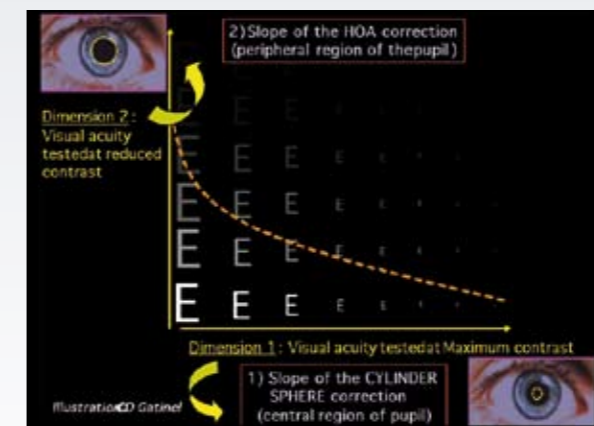 2)Slope of the HOA correction
(peripheral region of thepupil)
Dimension 2:
Visual acuity
testedat reduced
contrast
E E
E E E E
E E E E
E E E E
E E E E
Dimension 1: Visual acuity testedat Maximum contrast
1) Slope of the CYLINDER
SPHERE correction
(central region of pupil)
Illustration©D Gatinel